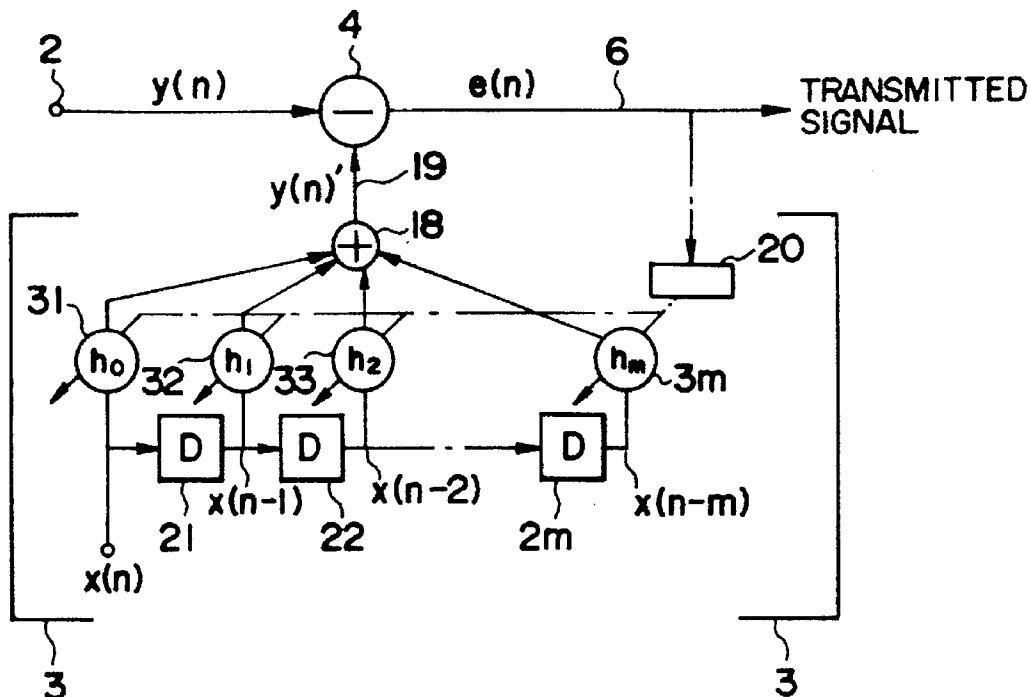 4
2
y(n)
−
e(n)
6
TRANSMITTED
SIGNAL
y(n)'
19
+
18
20
31
h₀
32
h₁
33
h₂
hₘ
3m
D
D
D
21
x(n-1)
22
x(n-2)
2m
x(n-m)
x(n)
3
3